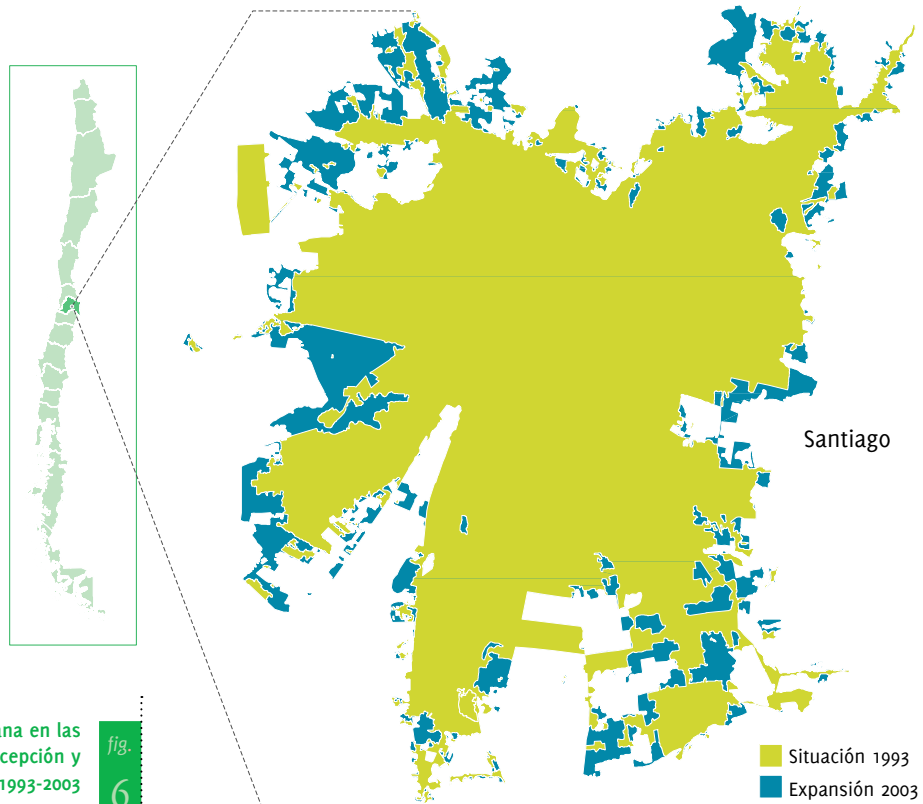 Santiago
ana en las
cepción y
1993-2003
fig.
6
Situación 1993
Expansión 2003